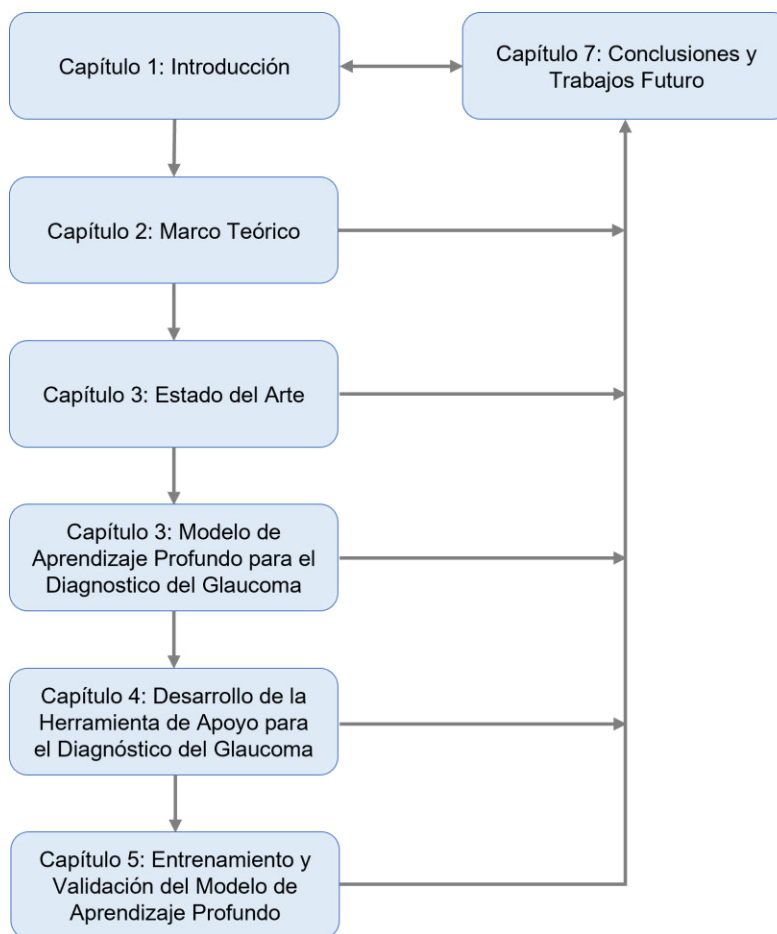 Capítulo 1: Introducción
Capítulo 7: Conclusiones y
Trabajos Futuro
Capítulo 2: Marco Teórico
Capítulo 3: Estado del Arte
Capítulo 3: Modelo de
Aprendizaje Profundo para el
Diagnostico del Glaucoma
Capítulo 4: Desarrollo de la
Herramienta de Apoyo para
el Diagnóstico del Glaucoma
Capítulo 5: Entrenamiento y
Validación del Modelo de
Aprendizaje Profundo